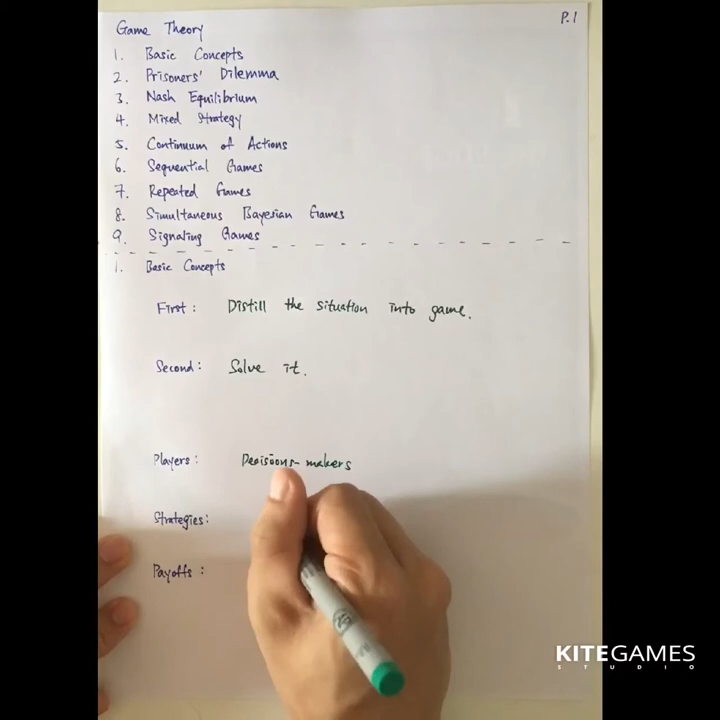 P.1
Game Theory
1. Basic Concepts
2. Prisoners' Dilemma
3. Nash Equilibrium
4. Mixed Strategy
5. Continuum of Actions
6. Sequential Games
7. Repeated Games
8. Simultaneous Bayesian Games
9. Signaling Games
1. Basic Concepts
First: Distill the situation into game.
Second: Solve it.
Players: Decisions-makers
Strategies:
Payoffs:
KITEGAMES
STUDIO